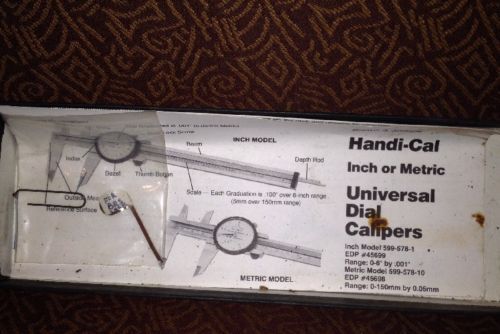 Handi-Cal
Inch or Metric
Universal
Dial
Calipers
Inch Model 599-578-1
EDP #45699
Range: 0-6" by .001"
Metric Model 599-578-10
EDP #45698
Range: 0-150mm by 0.05mm
INCH MODEL
Beam
Depth Rod
Index
Bezel
Thumb Button
Scale – Each Graduation is .100" over 6-inch range
(5mm over 150mm range)
Outside
Reference Surface
METRIC MODEL